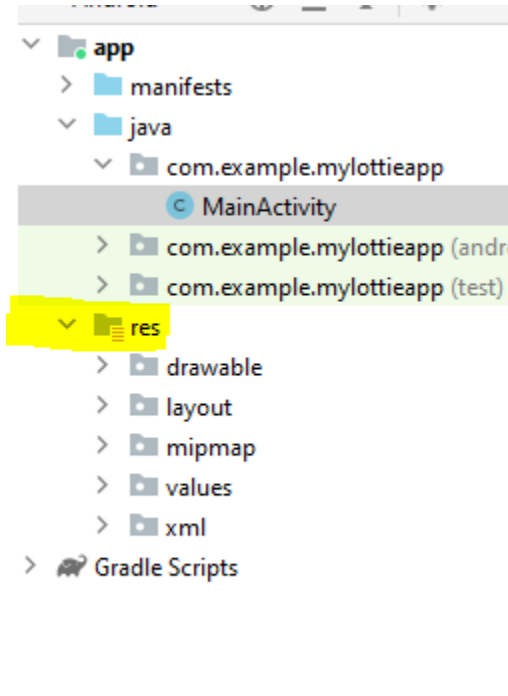 app
manifests
java
com.example.mylottieapp
C MainActivity
com.example.mylottieapp
com.example.mylottieapp (test)
res
drawable
layout
mipmap
values
xml
Gradle Scripts